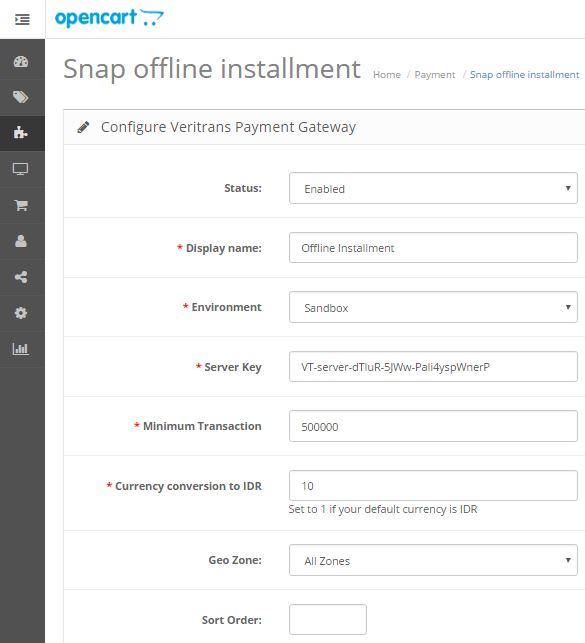 opencart
Snap offline installment Home / Payment / Snap offline installment
Configure Veritrans Payment Gateway
Status: Enabled
* Display name: Offline Installment
* Environment Sandbox
* Server Key VT-server-dTluR-5JWw-Pali4yspWnerP
* Minimum Transaction 500000
* Currency conversion to IDR 10
Set to 1 if your default currency is IDR
Geo Zone: All Zones
Sort Order: